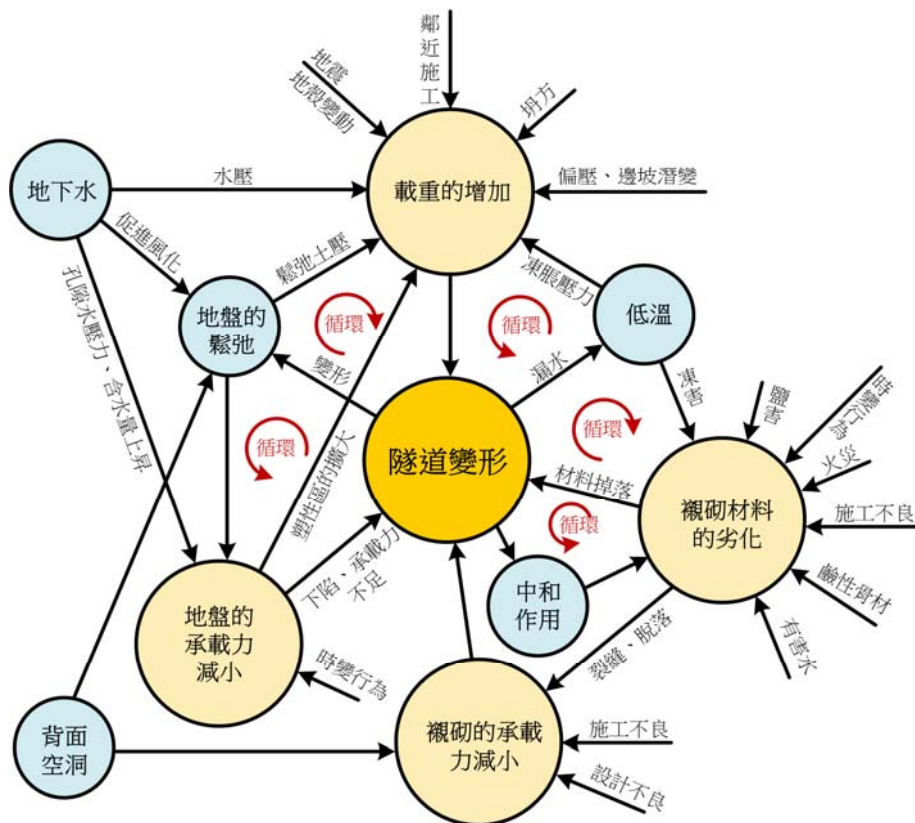 鄰近施工
地震
地殼變動
坍方
地下水
水壓
載重的增加
偏壓、邊坡潛變
促進風化
鬆弛土壓
凍脹壓力
孔隙水壓力、含水量上昇
地盤的
鬆弛
循環
循環
低溫
變形
漏水
凍害
鹽害
時變行為
循環
塑性區的擴大
隧道變形
循環
材料掉落
火災
襯砌材料
的劣化
施工不良
循環
下陷、承載力
不足
中和
作用
鹼性骨材
地盤的
承載力
減小
裂縫、脫落
有害水
時變行為
背面
空洞
襯砌的承載
力減小
施工不良
設計不良